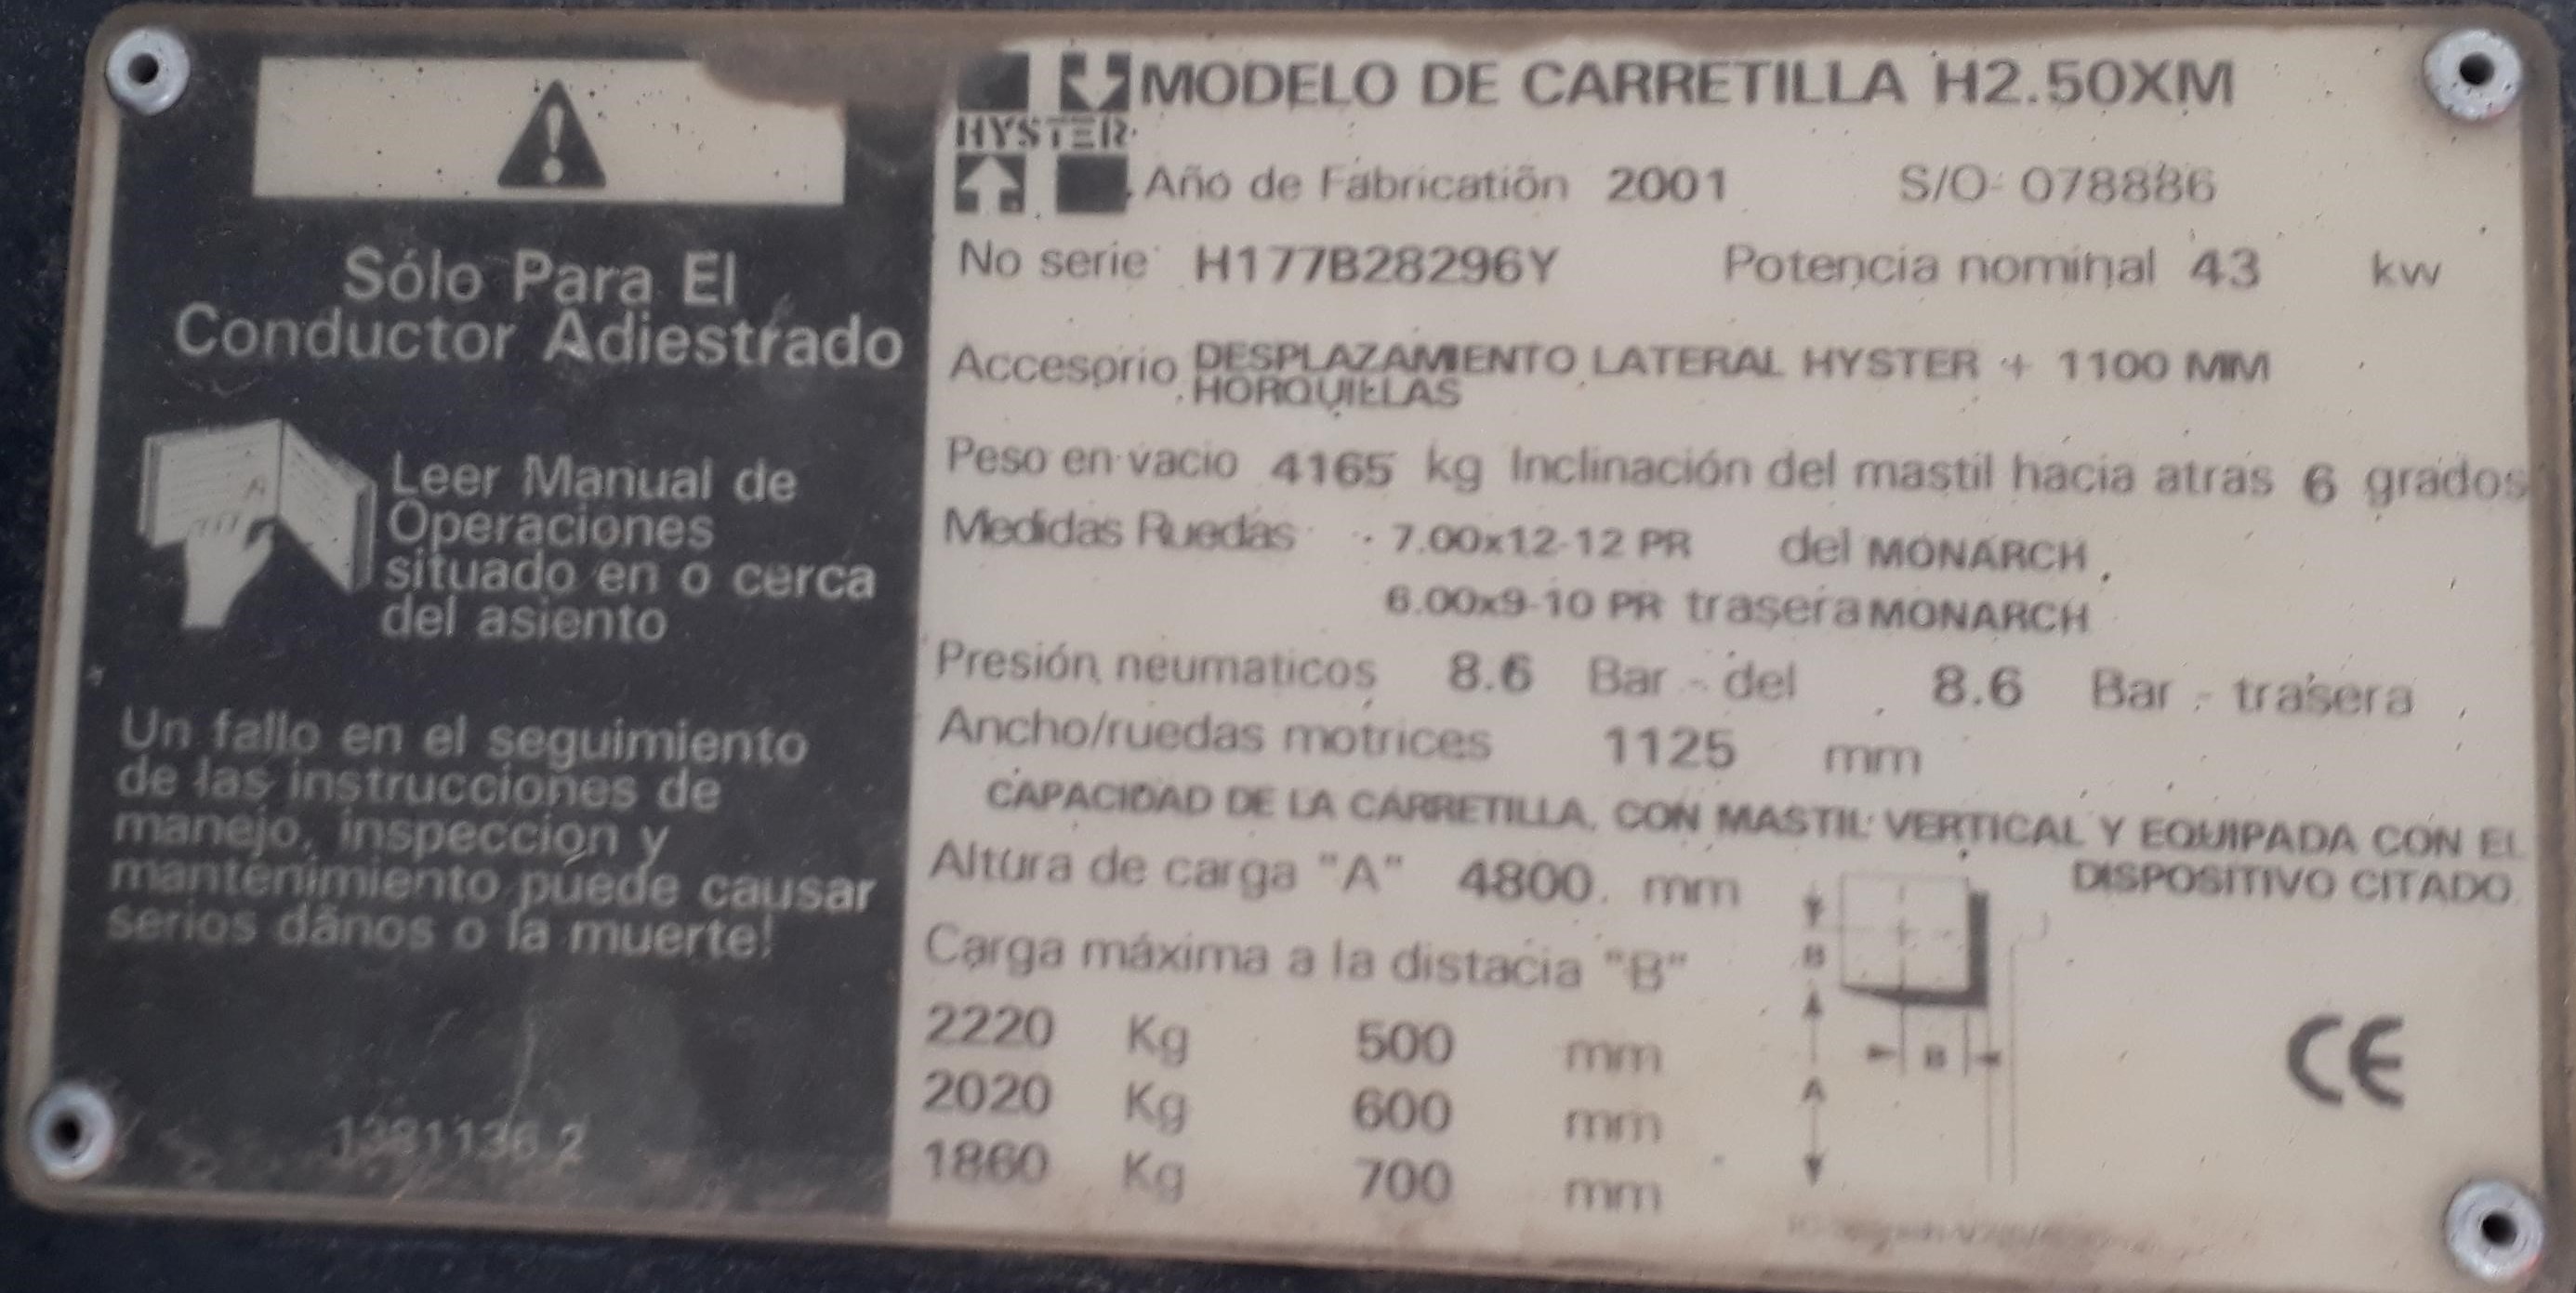 Sólo Para El
Conductor Adiestrado
Leer Manual de
Operaciones
situado en o cerca
del asiento
Un fallo en el seguimiento
de las instrucciones de
manejo, inspeccion y
mantenimiento puede causar
serios dãnos o la muerte!
1381136 2
HYSTER
MODELO DE CARRETILLA H2.50XM
Año de Fabricatiõn 2001 S/O 078886
No serie H177B28296Y Potencia nominal 43 kw
Accesorio DESPLAZAMIENTO LATERAL HYSTER + 1100 MM
HORQUILLAS
Peso en vacio 4165 kg Inclinación del mastil hacia atras 6 grados
Medidas Ruedas 7.00x12-12 PR del MONARCH
6.00x9-10 PR trasera MONARCH
Presión neumaticos 8.6 Bar - del 8.6 Bar - trasera
Ancho/ruedas motrices 1125 mm
CAPACIDAD DE LA CARRETILLA, CON MASTIL VERTICAL Y EQUIPADA CON EL
DISPOSITIVO CITADO.
Altura de carga "A" 4800 mm
Carga máxima a la distacia "B"
2220 Kg 500 mm
2020 Kg 600 mm
1860 Kg 700 mm
B
B
A
CE